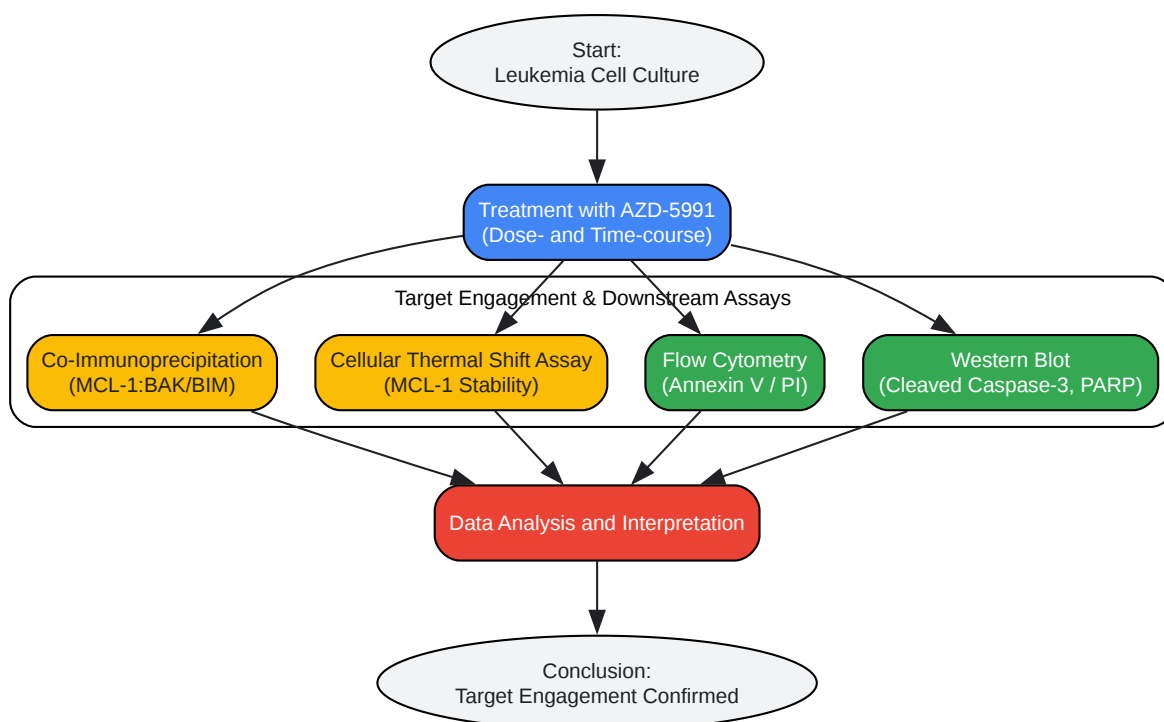 Start:
Leukemia Cell Culture
Treatment with AZD-5991
(Dose- and Time-course)
Target Engagement & Downstream Assays
Co-Immunoprecipitation
(MCL-1:BAK/BIM)
Cellular Thermal Shift Assay
(MCL-1 Stability)
Flow Cytometry
(Annexin V / PI)
Western Blot
(Cleaved Caspase-3, PARP)
Data Analysis and Interpretation
Conclusion:
Target Engagement Confirmed